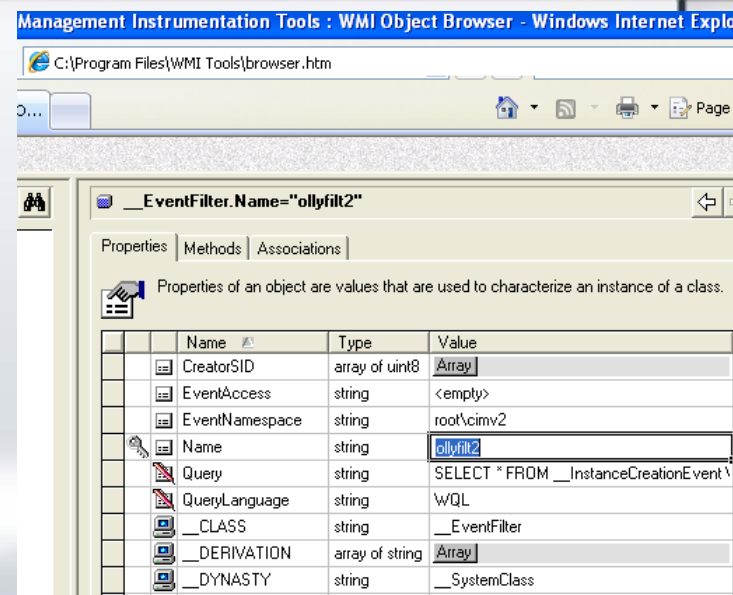 Management Instrumentation Tools : WMI Object Browser - Windows Internet Explo
C:\Program Files\WMI Tools\browser.htm
o...
Page
__EventFilter.Name="ollyfilt2"
Properties Methods Associations
Properties of an object are values that are used to characterize an instance of a class.
Name Type Value
CreatorSID array of uint8 Array
EventAccess string <empty>
EventNamespace string root\cimv2
Name string ollyfilt2
Query string SELECT * FROM __InstanceCreationEvent
QueryLanguage string WQL
__CLASS string __EventFilter
__DERIVATION array of string Array
__DYNASTY string __SystemClass